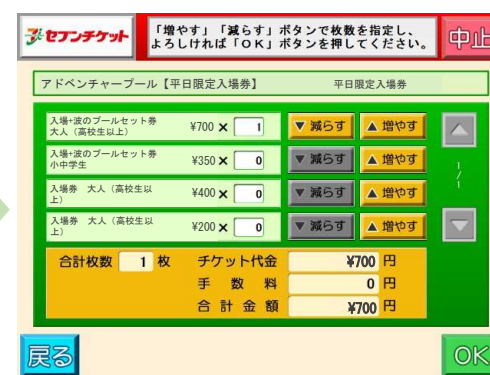 セブンチケット
「増やす」「減らす」ボタンで枚数を指定し、
よろしければ「OK」ボタンを押してください。
中止
アドベンチャープール【平日限定入場券】 平日限定入場券
入場+波のプールセット券
大人（高校生以上）
¥700 × 1 ▼減らす ▲増やす
入場+波のプールセット券
小中学生
¥350 × 0 ▼減らす ▲増やす
入場券 大人（高校生以
上）
¥400 × 0 ▼減らす ▲増やす
入場券 大人（高校生以
上）
¥200 × 0 ▼減らす ▲増やす
▲
1/1
▼
合計枚数 1 枚 チケット代金 ¥700 円
手数料 0 円
合計金額 ¥700 円
戻る
OK